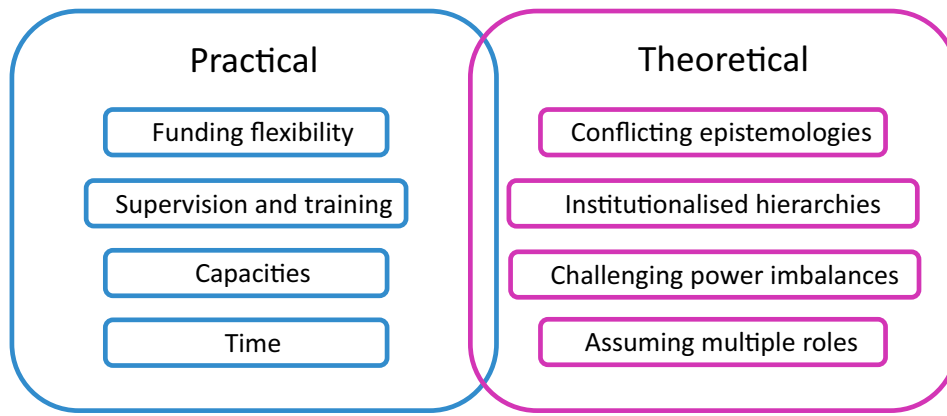 Practical
Funding flexibility
Supervision and training
Capacities
Time
Theoretical
Conflicting epistemologies
Institutionalised hierarchies
Challenging power imbalances
Assuming multiple roles